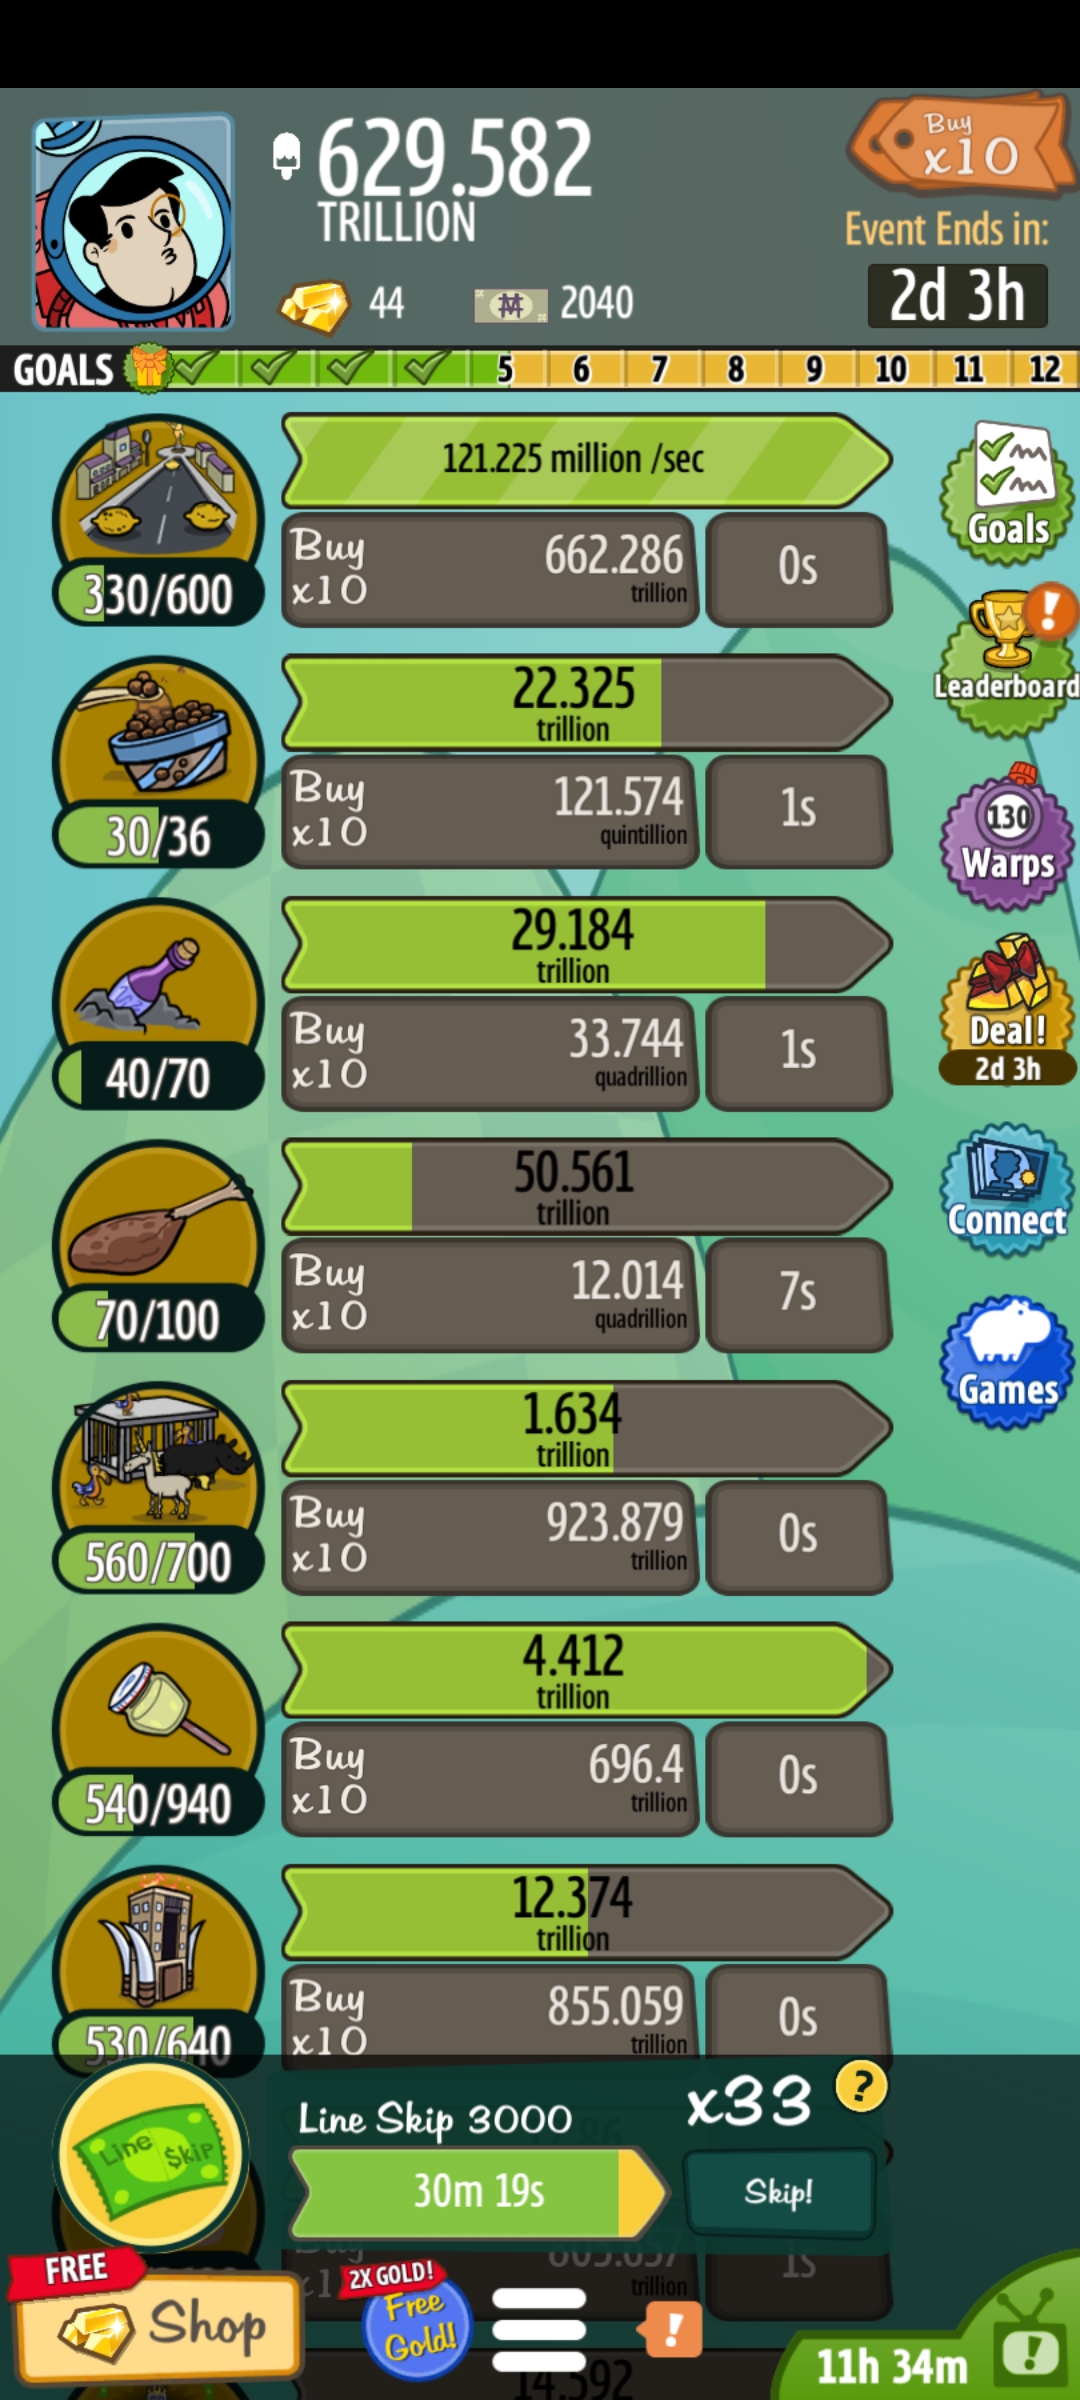 629.582
TRILLION
Buy
x10
Event Ends in:
2d 3h
44
2040
GOALS
5
6
7
8
9
10
11
12
121.225 million /sec
330/600
Buy
x10
662.286
trillion
0s
Goals
22.325
trillion
30/36
Buy
x10
121.574
quintillion
1s
Leaderboard
29.184
trillion
40/70
Buy
x10
33.744
quadrillion
1s
130
Warps
50.561
trillion
70/100
Buy
x10
12.014
quadrillion
7s
Deal!
2d 3h
Connect
1.634
trillion
560/700
Buy
x10
923.879
trillion
0s
Games
4.412
trillion
540/940
Buy
x10
696.4
trillion
0s
12.374
trillion
530/640
Buy
x10
855.059
trillion
0s
Line Skip
Line Skip 3000
x33
?
30m 19s
Skip!
trillion
1s
FREE
Shop
2X GOLD!
Free
Gold!
!
11h 34m
!
14.592